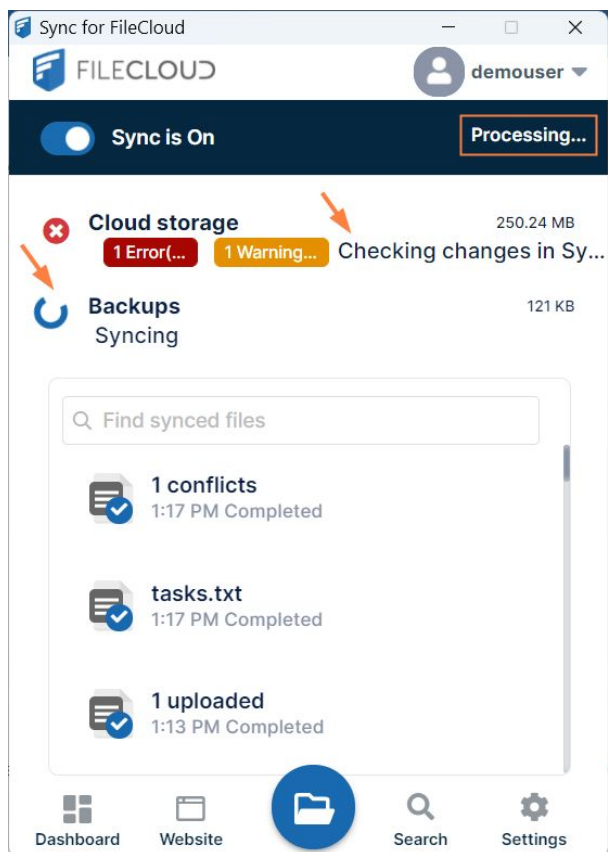 Sync for FileCloud
FILECLOUD
demouser
Sync is On
Processing...
Cloud storage
250.24 MB
1 Error(...
1 Warning...
Checking changes in Sy...
Backups
121 KB
Syncing
Find synced files
1 conflicts
1:17 PM Completed
tasks.txt
1:17 PM Completed
1 uploaded
1:13 PM Completed
Dashboard
Website
Search
Settings